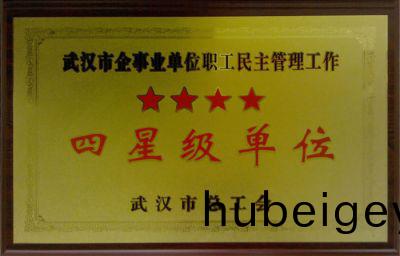 武汉市企事业单位职工民主管理工作
★★★★
四星级单位
武汉市总工会
hubeigey